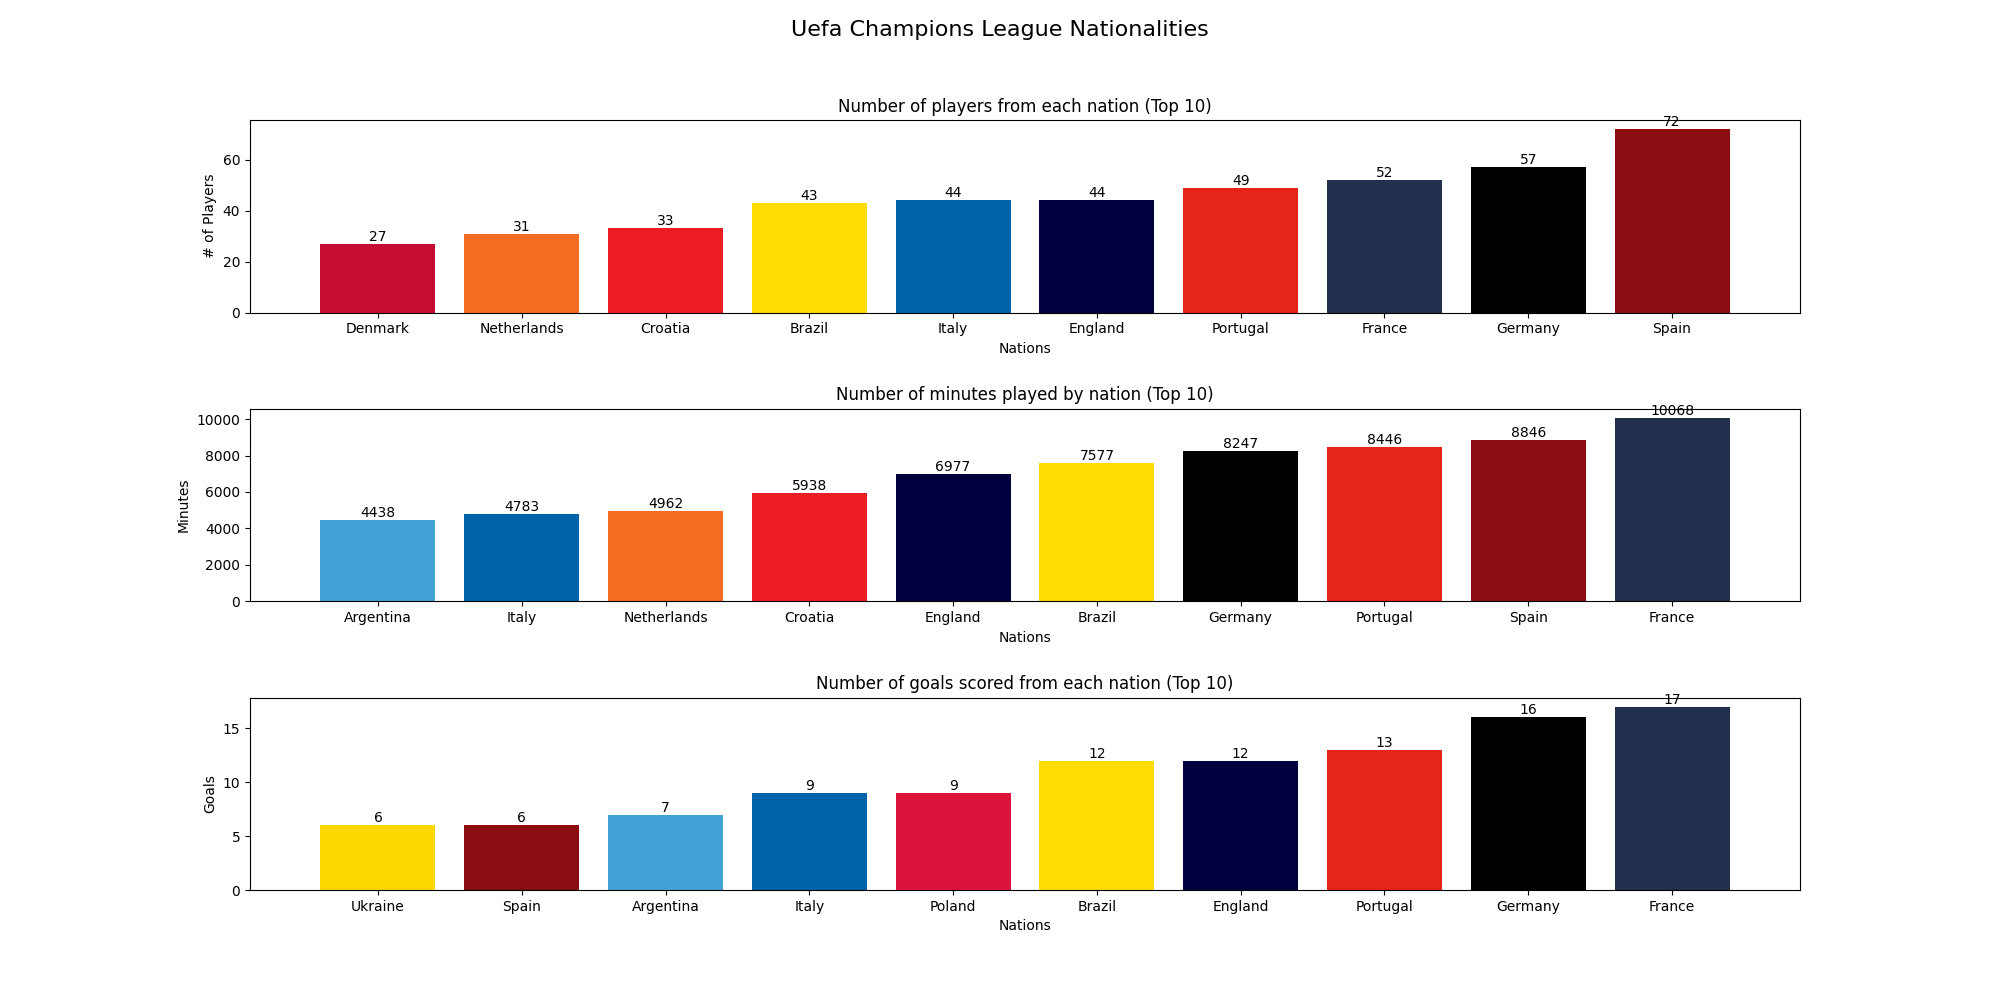 Uefa Champions League Nationalities
Number of players from each nation (Top 10)
# of Players
60
40
20
0
27 31 33 43 44 44 49 52 57 72
Denmark Netherlands Croatia Brazil Italy England Portugal France Germany Spain
Nations
Number of minutes played by nation (Top 10)
Minutes
10000
8000
6000
4000
2000
0
4438 4783 4962 5938 6977 7577 8247 8446 8846 10068
Argentina Italy Netherlands Croatia England Brazil Germany Portugal Spain France
Nations
Number of goals scored from each nation (Top 10)
Goals
15
10
5
0
6 6 7 9 9 12 12 13 16 17
Ukraine Spain Argentina Italy Poland Brazil England Portugal Germany France
Nations